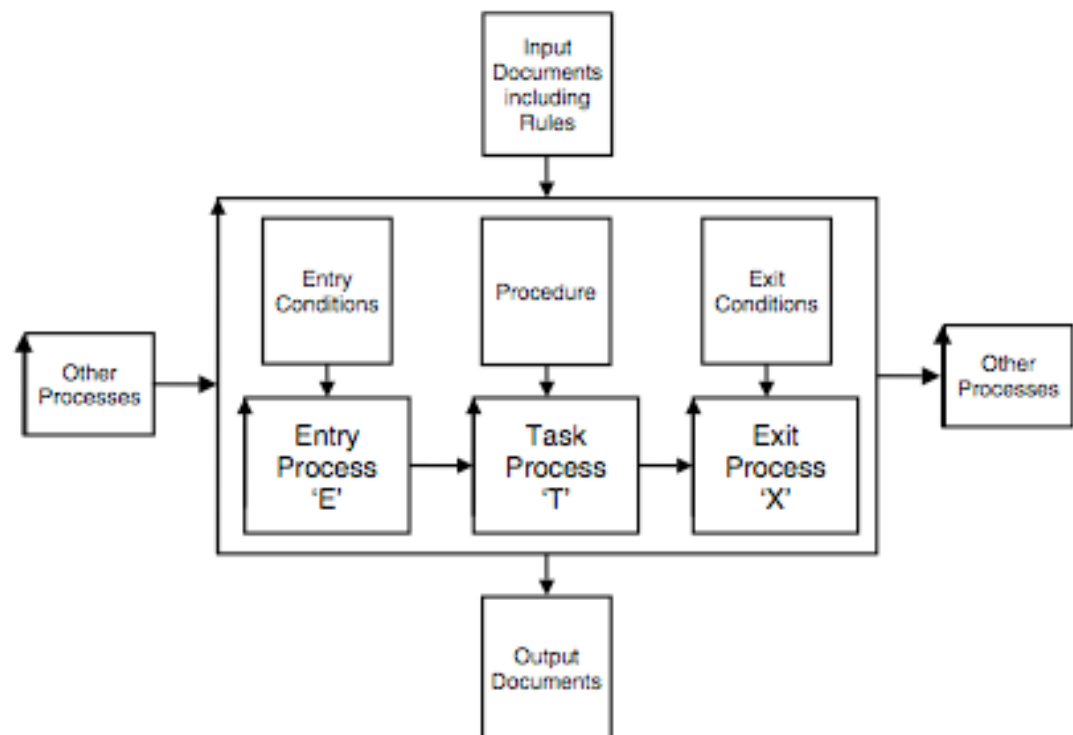 Input
Documents
including
Rules
Entry
Conditions
Procedure
Exit
Conditions
Other
Processes
Entry
Process
‘E’
Task
Process
‘T’
Exit
Process
‘X’
Other
Processes
Output
Documents